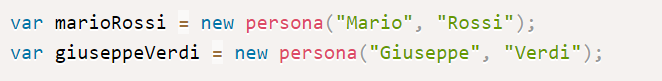 var marioRossi = new persona("Mario", "Rossi");
var giuseppeVerdi = new persona("Giuseppe", "Verdi");